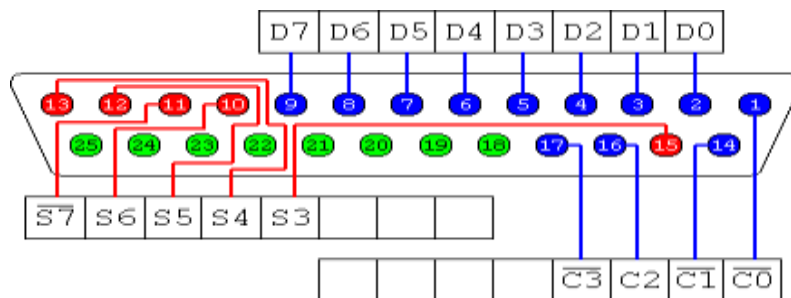 D7 D6 D5 D4 D3 D2 D1 D0
13 12 11 10 9 8 7 6 5 4 3 2 1
25 24 23 22 21 20 19 18 17 16 15 14
S̅7̅ S6 S5 S4 S3
C̅3̅ C2 C̅1̅ C̅0̅